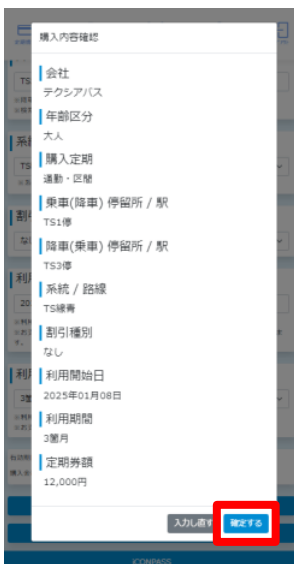 購入内容確認
会社
テクシアバス
年齢区分
大人
購入定期
通勤・区間
乗車(降車) 停留所 / 駅
TS1停
降車(乗車) 停留所 / 駅
TS3停
系統 / 路線
TS線青
割引種別
なし
利用開始日
2025年01月08日
利用期間
3箇月
定期券額
12,000円
入力し直す
確定する
ICONPASS